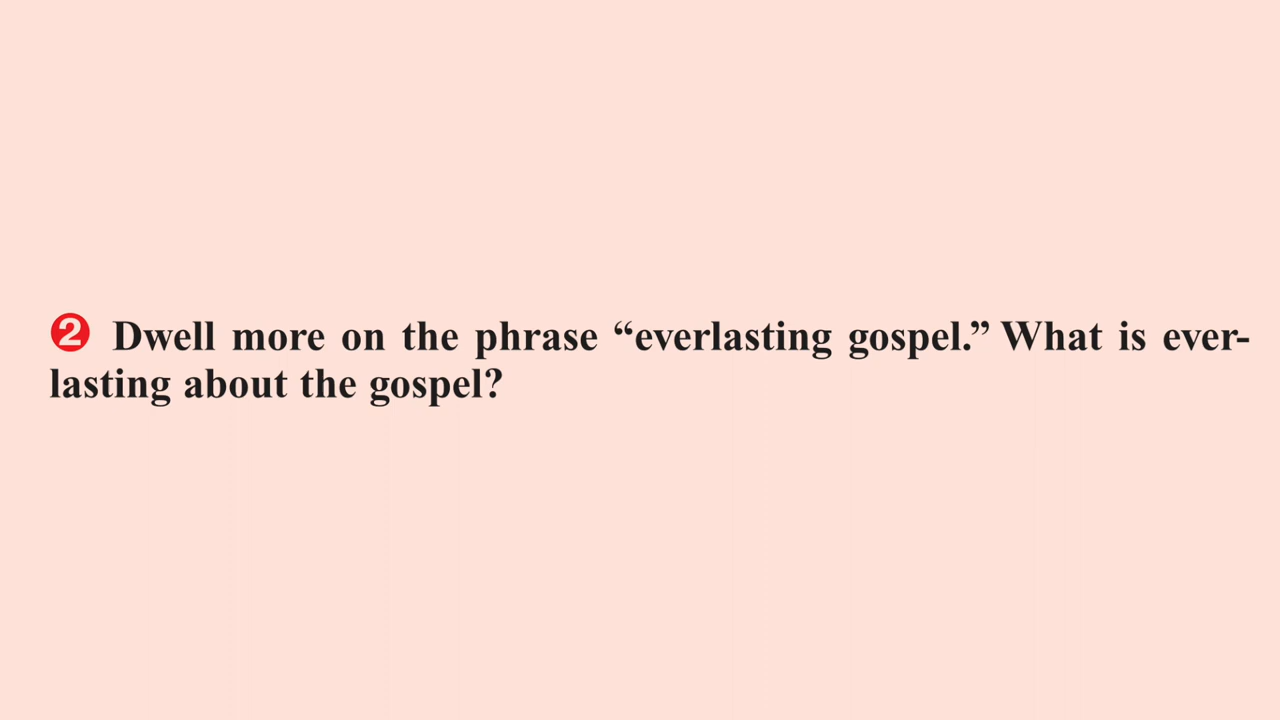 ❷ Dwell more on the phrase “everlasting gospel.” What is ever-
lasting about the gospel?